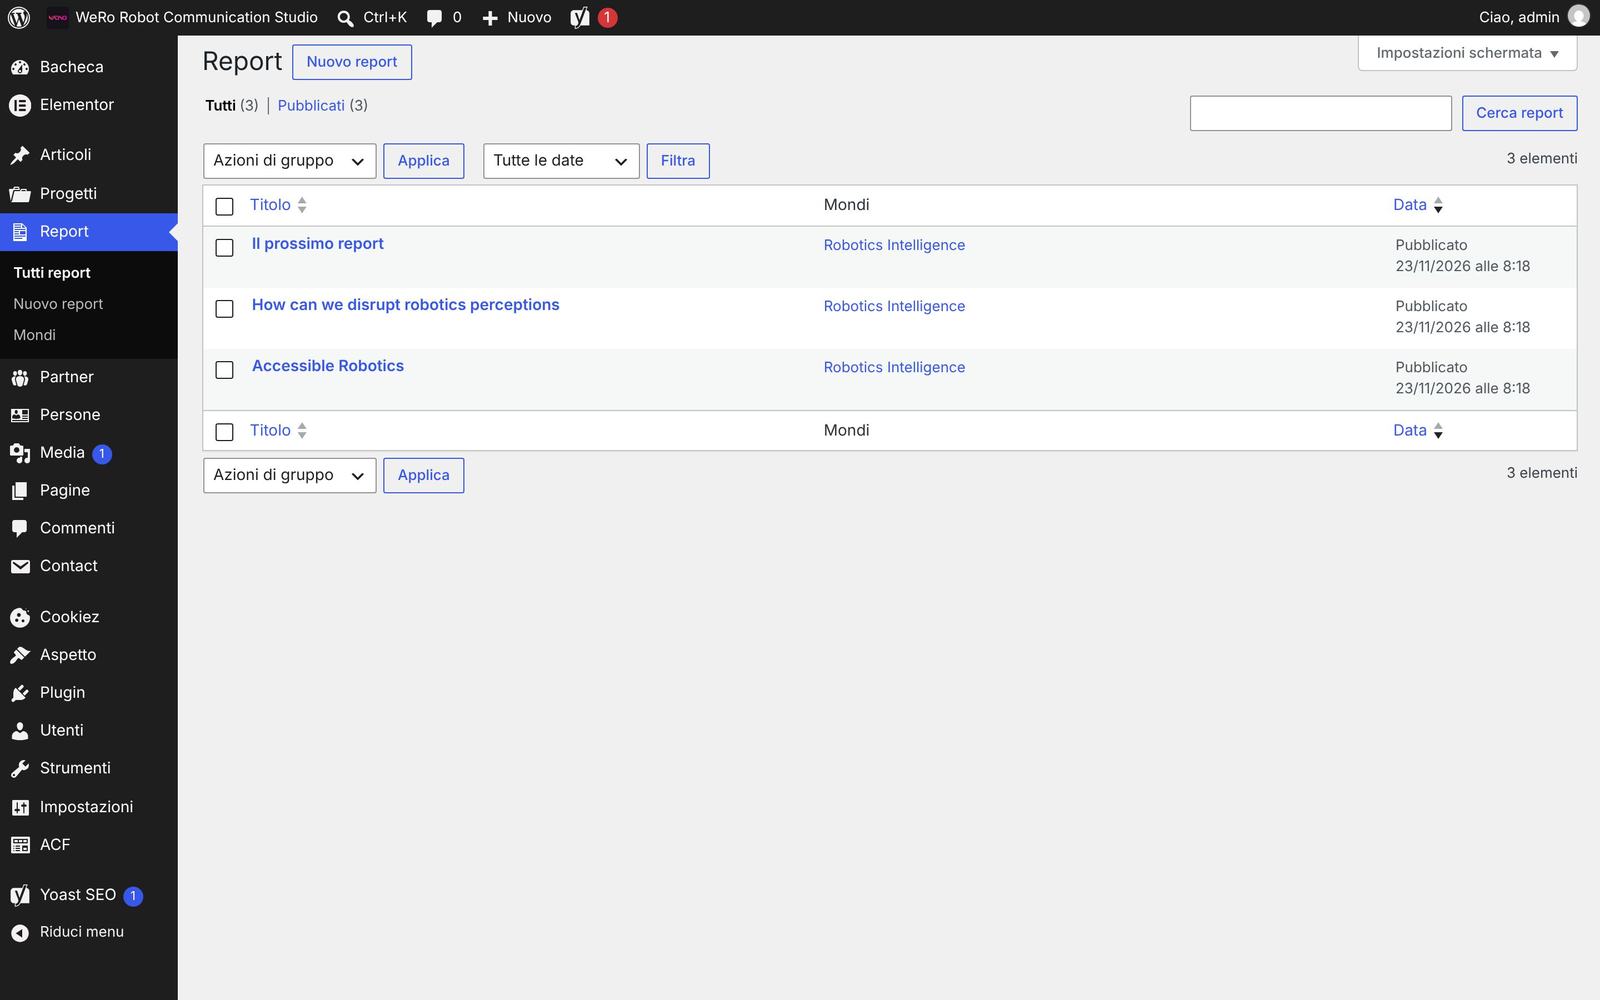 WeRo Robot Communication Studio Ctrl+K 0 Nuovo 1 Ciao, admin
Bacheca
Elementor
Articoli
Progetti
Report
Tutti report
Nuovo report
Mondi
Partner
Persone
Media 1
Pagine
Commenti
Contact
Cookiez
Aspetto
Plugin
Utenti
Strumenti
Impostazioni
ACF
Yoast SEO 1
Riduci menu
Impostazioni schermata
Report Nuovo report
Tutti (3) | Pubblicati (3)
Cerca report
Azioni di gruppo Applica Tutte le date Filtra 3 elementi
Titolo Mondi Data
Il prossimo report Robotics Intelligence Pubblicato
23/11/2026 alle 8:18
How can we disrupt robotics perceptions Robotics Intelligence Pubblicato
23/11/2026 alle 8:18
Accessible Robotics Robotics Intelligence Pubblicato
23/11/2026 alle 8:18
Titolo Mondi Data
Azioni di gruppo Applica 3 elementi